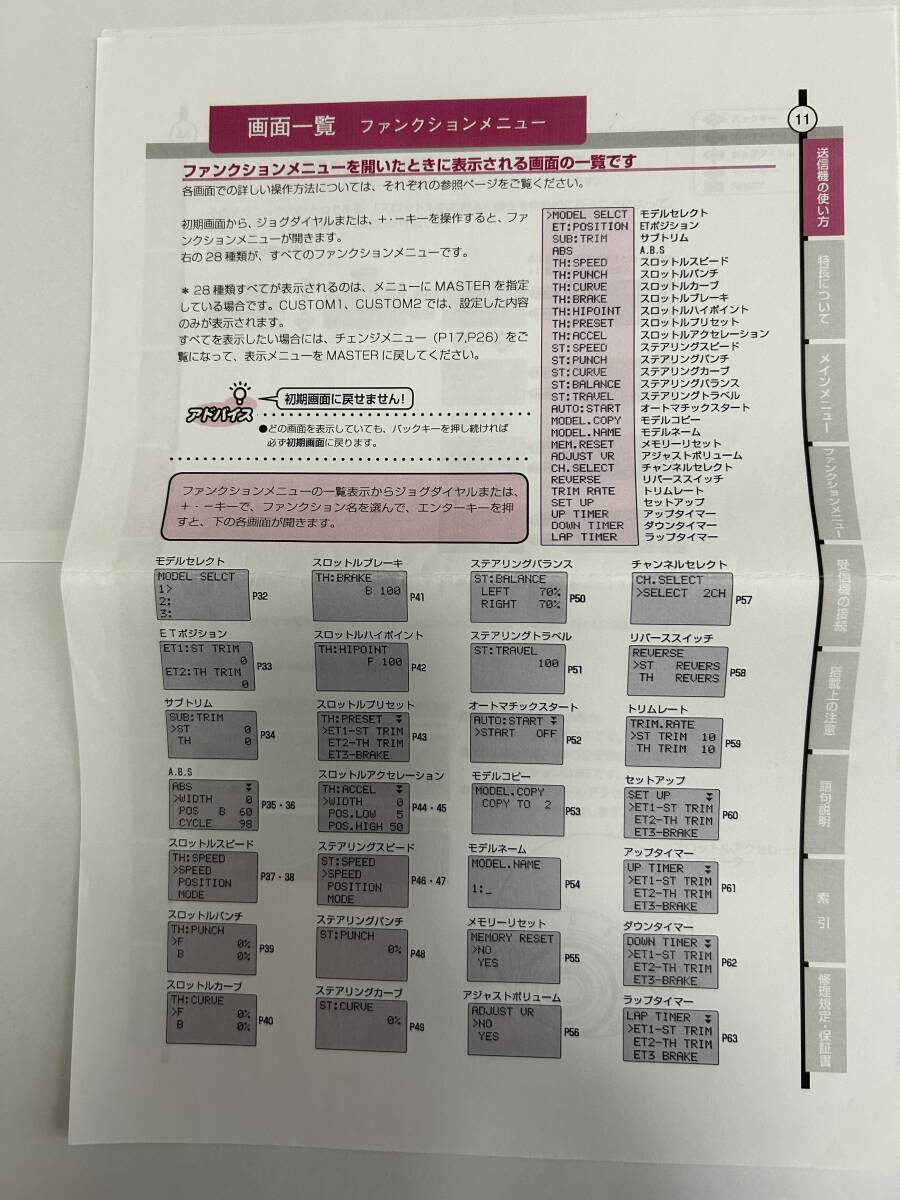 画面一覧 ファンクションメニュー
11
ファンクションメニューを開いたときに表示される画面の一覧です
各画面での詳しい操作方法については、それぞれの参照ページをご覧ください。
初期画面から、ジョグダイヤルまたは、+・−キーを操作すると、ファ
ンクションメニューが開きます。
右の 28 種類が、すべてのファンクションメニューです。
* 28 種類すべてが表示されるのは、メニューに MASTER を指定
している場合です。CUSTOM1、CUSTOM2 では、設定した内容
のみが表示されます。
すべてを表示したい場合には、チェンジメニュー(P17,P26)をご
覧になって、表示メニューを MASTER に戻してください。
アドバイス
初期画面に戻せません!
●どの画面を表示していても、バックキーを押し続ければ
必ず初期画面に戻ります。
ファンクションメニューの一覧表示からジョグダイヤルまたは、
+・−キーで、ファンクション名を選んで、エンターキーを押
すと、下の各画面が開きます。
>MODEL SELCT モデルセレクト
ET:POSITION ETポジション
SUB:TRIM サブトリム
ABS A.B.S
TH:SPEED スロットルスピード
TH:PUNCH スロットルパンチ
TH:CURVE スロットルカーブ
TH:BRAKE スロットルブレーキ
TH:HIPOINT スロットルハイポイント
TH:PRESET スロットルプリセット
TH:ACCEL スロットルアクセレーション
ST:SPEED ステアリングスピード
ST:PUNCH ステアリングパンチ
ST:CURVE ステアリングカーブ
ST:BALANCE ステアリングバランス
ST:TRAVEL ステアリングトラベル
AUTO:START オートマチックスタート
MODEL.COPY モデルコピー
MODEL.NAME モデルネーム
MEM.RESET メモリーリセット
ADJUST VR アジャストボリューム
CH.SELECT チャンネルセレクト
REVERSE リバーススイッチ
TRIM RATE トリムレート
SET UP セットアップ
UP TIMER アップタイマー
DOWN TIMER ダウンタイマー
LAP TIMER ラップタイマー
モデルセレクト
MODEL SELCT
1>
2:
3:
P32
ETポジション
ET1:ST TRIM
0
ET2:TH TRIM
0
P33
サブトリム
SUB:TRIM
>ST 0
TH 0
P34
A.B.S
ABS
>WIDTH 0
POS B 60
CYCLE 98
P35・36
スロットルスピード
TH:SPEED
>SPEED
POSITION
MODE
P37・38
スロットルパンチ
TH:PUNCH
>F 0%
B 0%
P39
スロットルカーブ
TH:CURVE
>F 0%
B 0%
P40
スロットルブレーキ
TH:BRAKE
B 100
P41
スロットルハイポイント
TH:HIPOINT
F 100
P42
スロットルプリセット
TH:PRESET
>ET1-ST TRIM
ET2-TH TRIM
ET3-BRAKE
P43
スロットルアクセレーション
TH:ACCEL
>WIDTH 0
POS.LOW 5
POS.HIGH 50
P44・45
ステアリングスピード
ST:SPEED
>SPEED
POSITION
MODE
P46・47
ステアリングパンチ
ST:PUNCH
0%
P48
ステアリングカーブ
ST:CURVE
0%
P49
ステアリングバランス
ST:BALANCE
LEFT 70%
RIGHT 70%
P50
ステアリングトラベル
ST:TRAVEL
100
P51
オートマチックスタート
AUTO:START
>START OFF
P52
モデルコピー
MODEL.COPY
COPY TO 2
P53
モデルネーム
MODEL.NAME
1:_
P54
メモリーリセット
MEMORY RESET
>NO
YES
P55
アジャストボリューム
ADJUST VR
>NO
YES
P56
チャンネルセレクト
CH.SELECT
>SELECT 2CH
P57
リバーススイッチ
REVERSE
>ST REVERS
TH REVERS
P58
トリムレート
TRIM.RATE
>ST TRIM 10
TH TRIM 10
P59
セットアップ
SET UP
>ET1-ST TRIM
ET2-TH TRIM
ET3-BRAKE
P60
アップタイマー
UP TIMER
>ET1-ST TRIM
ET2-TH TRIM
ET3-BRAKE
P61
ダウンタイマー
DOWN TIMER
>ET1-ST TRIM
ET2-TH TRIM
ET3-BRAKE
P62
ラップタイマー
LAP TIMER
>ET1-ST TRIM
ET2-TH TRIM
ET3 BRAKE
P63
送信機の使い方
特長について
メインメニュー
ファンクションメニュー
受信機の接続
搭載上の注意
語句説明
索引
修理規定・保証書